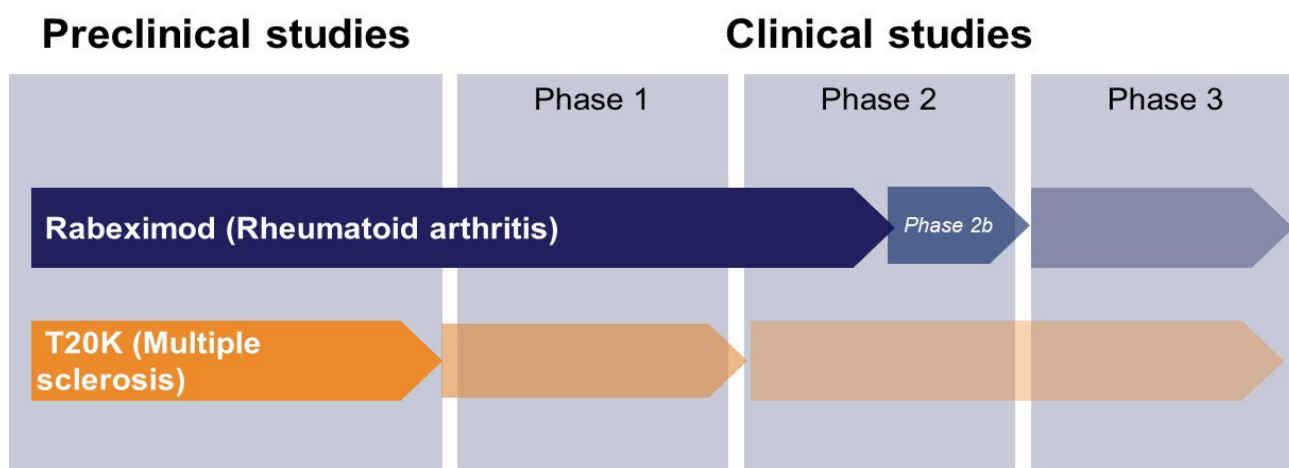 Preclinical studies
Clinical studies
Phase 1
Phase 2
Phase 3
Rabeximod (Rheumatoid arthritis)
Phase 2b
T20K (Multiple
sclerosis)